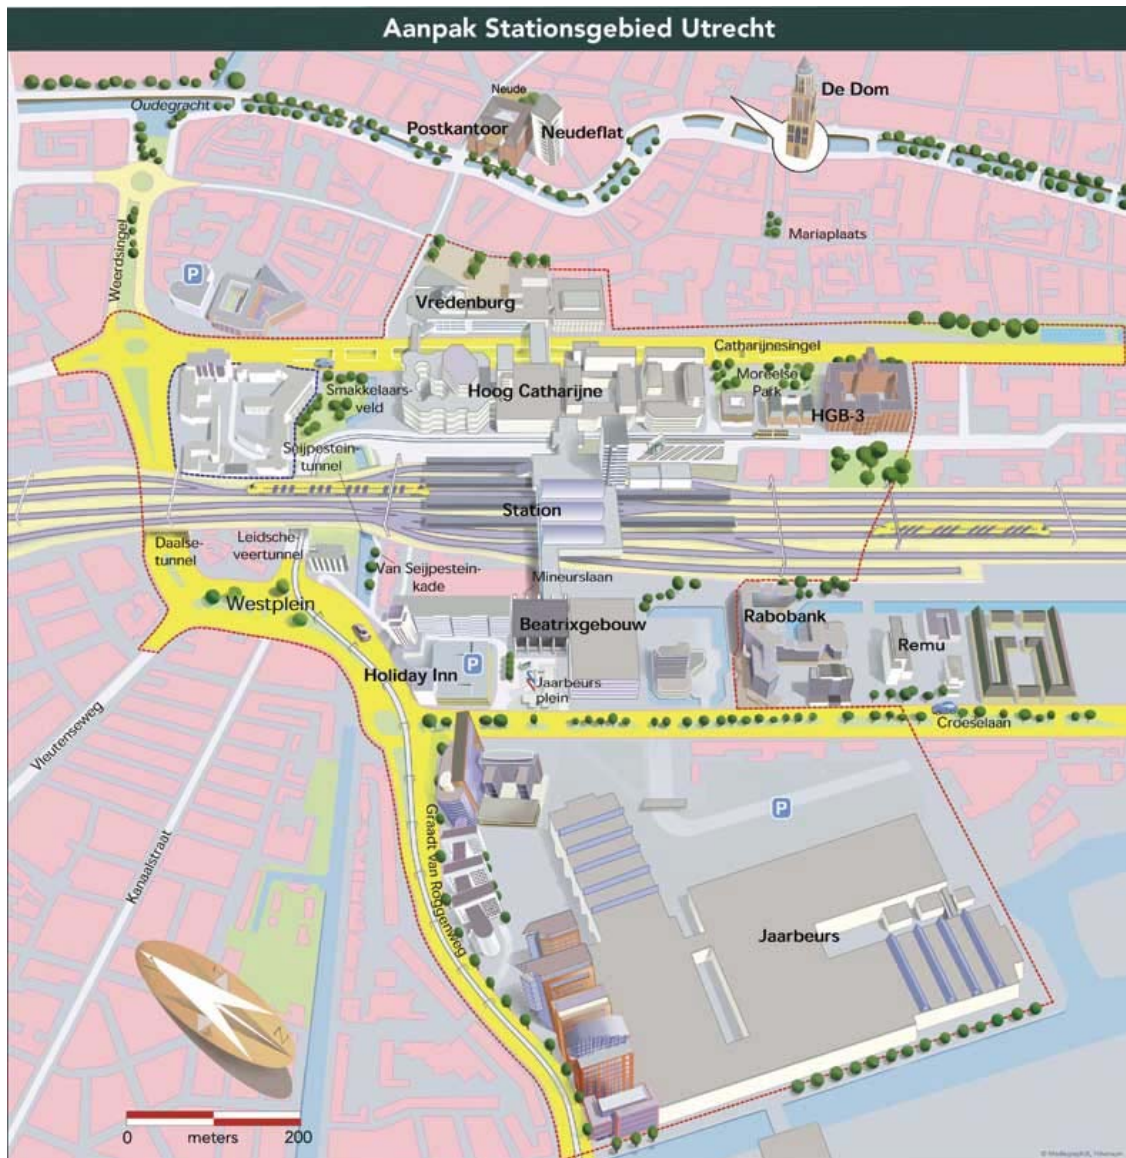 Aanpak Stationsgebied Utrecht
De Dom
Neude
Oudegracht
Postkantoor
Neudeflat
Mariaplaats
Weerdsingel
P
Vredenburg
Catharijnesingel
Smakkelaars-
veld
Hoog Catharijne
Moreelse
Park
HGB-3
Seijpestein-
tunnel
Station
Daalse-
tunnel
Leidsche-
veertunnel
Van Seijpestein-
kade
Mineurslaan
Westplein
Beatrixgebouw
Rabobank
Remu
Holiday Inn
P
Jaarbeurs
plein
Croeselaan
Vleutenseweg
Kanaalstraat
Graadt van Roggenweg
P
Jaarbeurs
Z
0 meters 200